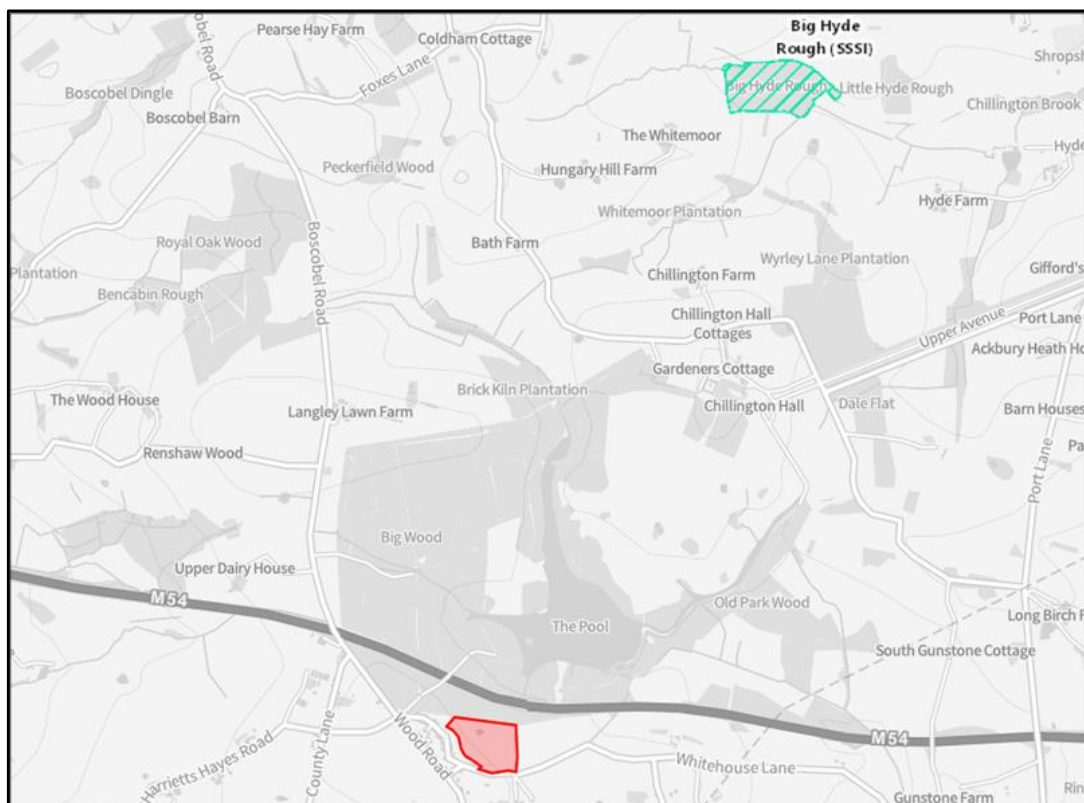 Pearse Hay Farm
Coldham Cottage
Big Hyde
Rough (SSSI)
Boscobel Road
Foxes Lane
Boscobel Dingle
Boscobel Barn
Big Hyde Rough
Little Hyde Rough
Chillington Brook
The Whitemoor
Hungary Hill Farm
Peckerfield Wood
Hyde
Hyde Farm
Whitemoor Plantation
Royal Oak Wood
Bath Farm
Boscobel Road
Plantation
Bencabin Rough
Wyrley Lane Plantation
Gifford's
Chillington Farm
Chillington Hall
Cottages
Upper Avenue
Port Lane
Ackbury Heath
Gardeners Cottage
Brick Kiln Plantation
The Wood House
Langley Lawn Farm
Chillington Hall
Dale Flat
Barn Houses
Renshaw Wood
Port Lane
Big Wood
Upper Dairy House
M54
The Pool
Old Park Wood
Long Birch
South Gunstone Cottage
County Lane
Wood Road
Harrietts Hayes Road
M54
Whitehouse Lane
Gunstone Farm